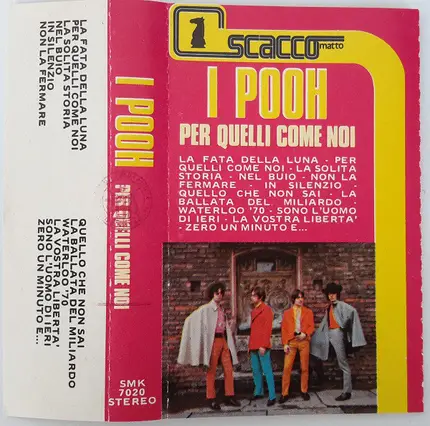 LA FATA DELLA LUNA
PER QUELLI COME NOI
LA SOLITA STORIA
NEL BUIO
IN SILENZIO
NON LA FERMARE
QUELLO CHE NON SAI
LA BALLATA DEL MILIARDO
WATERLOO '70
LA VOSTRA LIBERTA'
SONO L'UOMO DI IERI
ZERO UN MINUTO E...
I POOH
PER QUELLI COME NOI
SMK
7020
STEREO
scacco
matto
I POOH
PER QUELLI COME NOI
LA FATA DELLA LUNA - PER
QUELLI COME NOI - LA SOLITA
STORIA - NEL BUIO - NON LA
FERMARE - IN SILENZIO -
QUELLO CHE NON SAI - LA
BALLATA DEL MILIARDO -
WATERLOO '70 - SONO L'UOMO
DI IERI - LA VOSTRA LIBERTA'
- ZERO UN MINUTO E...